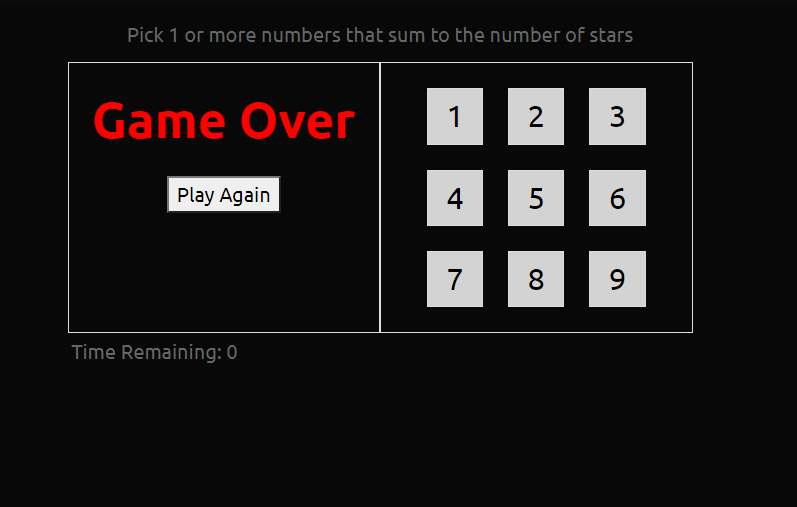 Pick 1 or more numbers that sum to the number of stars
Game Over
Play Again
1 2 3
4 5 6
7 8 9
Time Remaining: 0